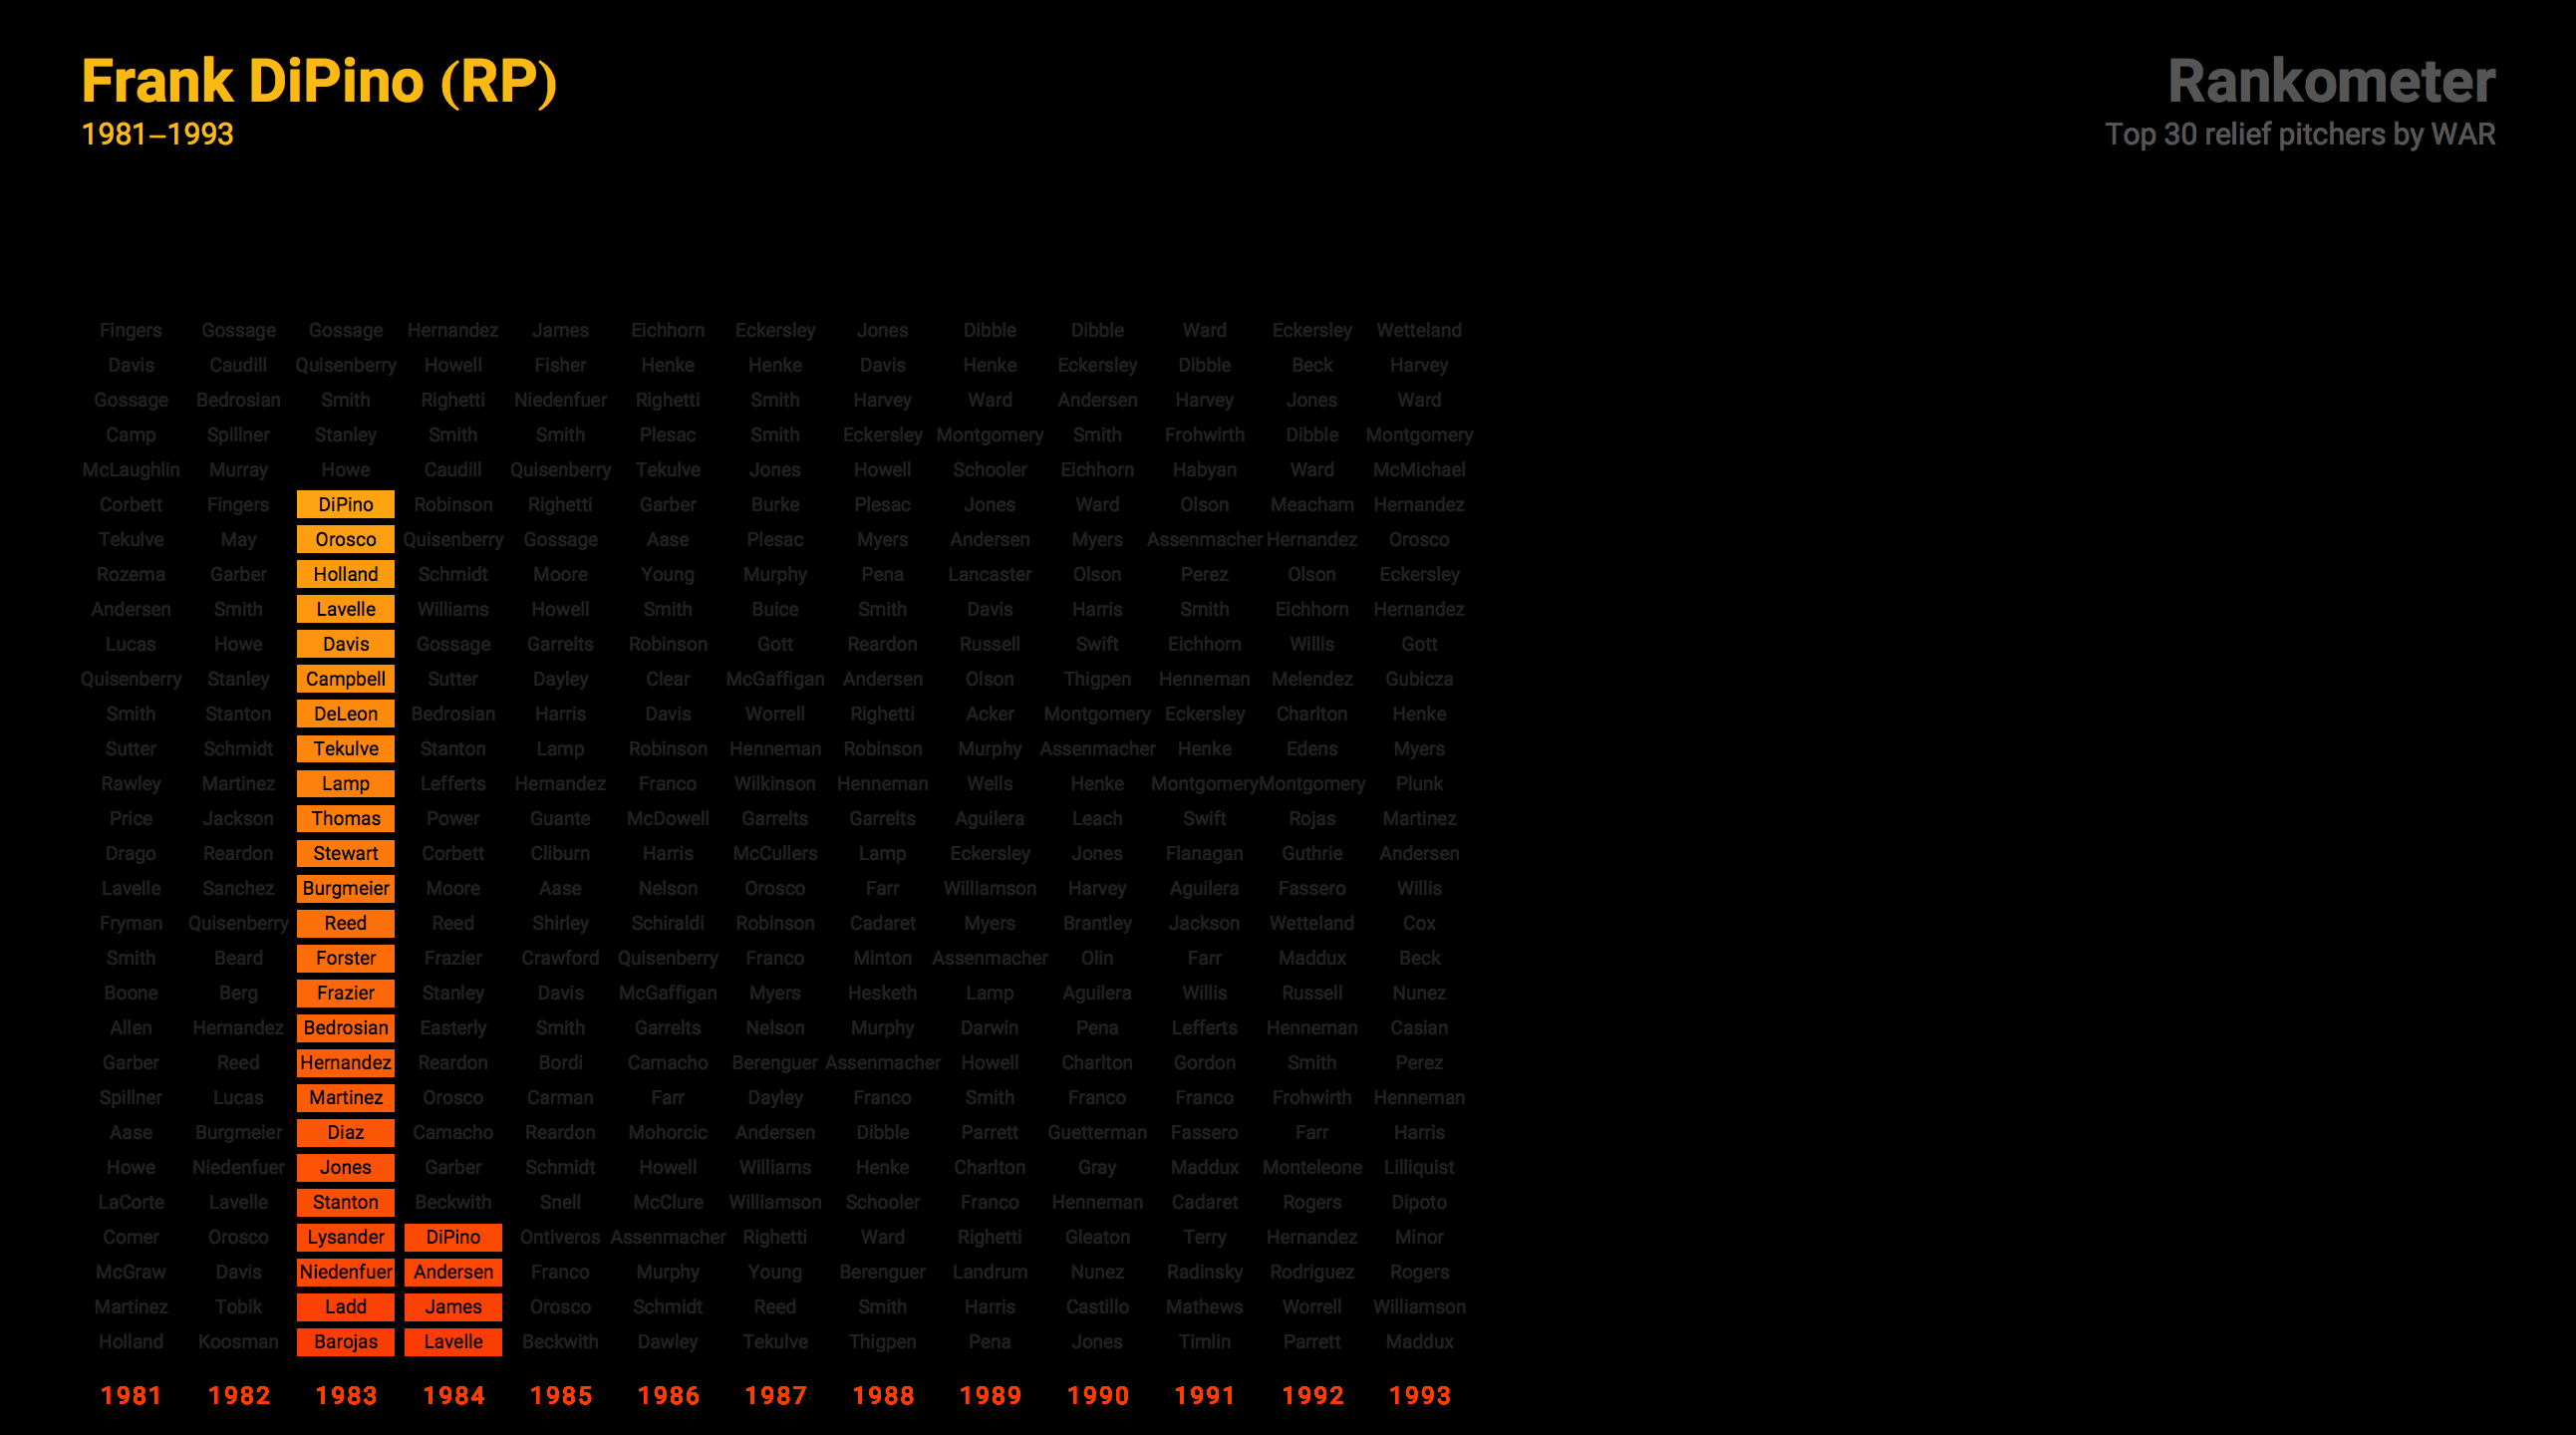 Frank DiPino (RP)
1981–1993
Rankometer
Top 30 relief pitchers by WAR
Fingers Gossage Gossage Hernandez James Eichhorn Eckersley Jones Dibble Dibble Ward Eckersley Wetteland
Davis Caudill Quisenberry Howell Fisher Henke Henke Davis Henke Eckersley Dibble Beck Harvey
Gossage Bedrosian Smith Righetti Niedenfuer Righetti Smith Harvey Ward Andersen Harvey Jones Ward
Camp Spillner Stanley Smith Smith Plesac Smith Eckersley Montgomery Smith Frohwirth Dibble Montgomery
McLaughlin Murray Howe Caudill Quisenberry Tekulve Jones Howell Schooler Eichhorn Habyan Ward McMichael
Corbett Fingers DiPino Robinson Righetti Garber Burke Plesac Jones Ward Olson Meacham Hernandez
Tekulve May Orosco Quisenberry Gossage Aase Plesac Myers Andersen Myers Assenmacher Hernandez Orosco
Rozema Garber Holland Schmidt Moore Young Murphy Pena Lancaster Olson Perez Olson Eckersley
Andersen Smith Lavelle Williams Howell Smith Buice Smith Davis Harris Smith Eichhorn Hernandez
Lucas Howe Davis Gossage Garrelts Robinson Gott Reardon Russell Swift Eichhorn Willis Gott
Quisenberry Stanley Campbell Sutter Dayley Clear McGaffigan Andersen Olson Thigpen Henneman Melendez Gubicza
Smith Stanton DeLeon Bedrosian Harris Davis Worrell Righetti Acker Montgomery Eckersley Charlton Henke
Sutter Schmidt Tekulve Stanton Lamp Robinson Henneman Robinson Murphy Assenmacher Henke Edens Myers
Rawley Martinez Lamp Lefferts Hernandez Franco Wilkinson Henneman Wells Henke Montgomery Montgomery Plunk
Price Jackson Thomas Power Guante McDowell Garrelts Garrelts Aguilera Leach Swift Rojas Martinez
Drago Reardon Stewart Corbett Cliburn Harris McCullers Lamp Eckersley Jones Flanagan Guthrie Andersen
Lavelle Sanchez Burgmeier Moore Aase Nelson Orosco Farr Williamson Harvey Aguilera Fassero Willis
Fryman Quisenberry Reed Reed Shirley Schiraldi Robinson Cadaret Myers Brantley Jackson Wetteland Cox
Smith Beard Forster Frazier Crawford Quisenberry Franco Minton Assenmacher Olin Farr Maddux Beck
Boone Berg Frazier Stanley Davis McGaffigan Myers Hesketh Lamp Aguilera Willis Russell Nunez
Allen Hernandez Bedrosian Easterly Smith Garrelts Nelson Murphy Darwin Pena Lefferts Henneman Casian
Garber Reed Hernandez Reardon Bordi Camacho Berenguer Assenmacher Howell Charlton Gordon Smith Perez
Spillner Lucas Martinez Orosco Carman Farr Dayley Franco Smith Franco Franco Frohwirth Henneman
Aase Burgmeier Diaz Camacho Reardon Mohorcic Andersen Dibble Parrett Guetterman Fassero Farr Harris
Howe Niedenfuer Jones Garber Schmidt Howell Williams Henke Charlton Gray Maddux Monteleone Lilliquist
LaCorte Lavelle Stanton Beckwith Snell McClure Williamson Schooler Franco Henneman Cadaret Rogers Dipoto
Comer Orosco Lysander DiPino Ontiveros Assenmacher Righetti Ward Righetti Gleaton Terry Hernandez Minor
McGraw Davis Niedenfuer Andersen Franco Murphy Young Berenguer Landrum Nunez Radinsky Rodriguez Rogers
Martinez Tobik Ladd James Orosco Schmidt Reed Smith Harris Castillo Mathews Worrell Williamson
Holland Koosman Barojas Lavelle Beckwith Dawley Tekulve Thigpen Pena Jones Timlin Parrett Maddux
1981 1982 1983 1984 1985 1986 1987 1988 1989 1990 1991 1992 1993